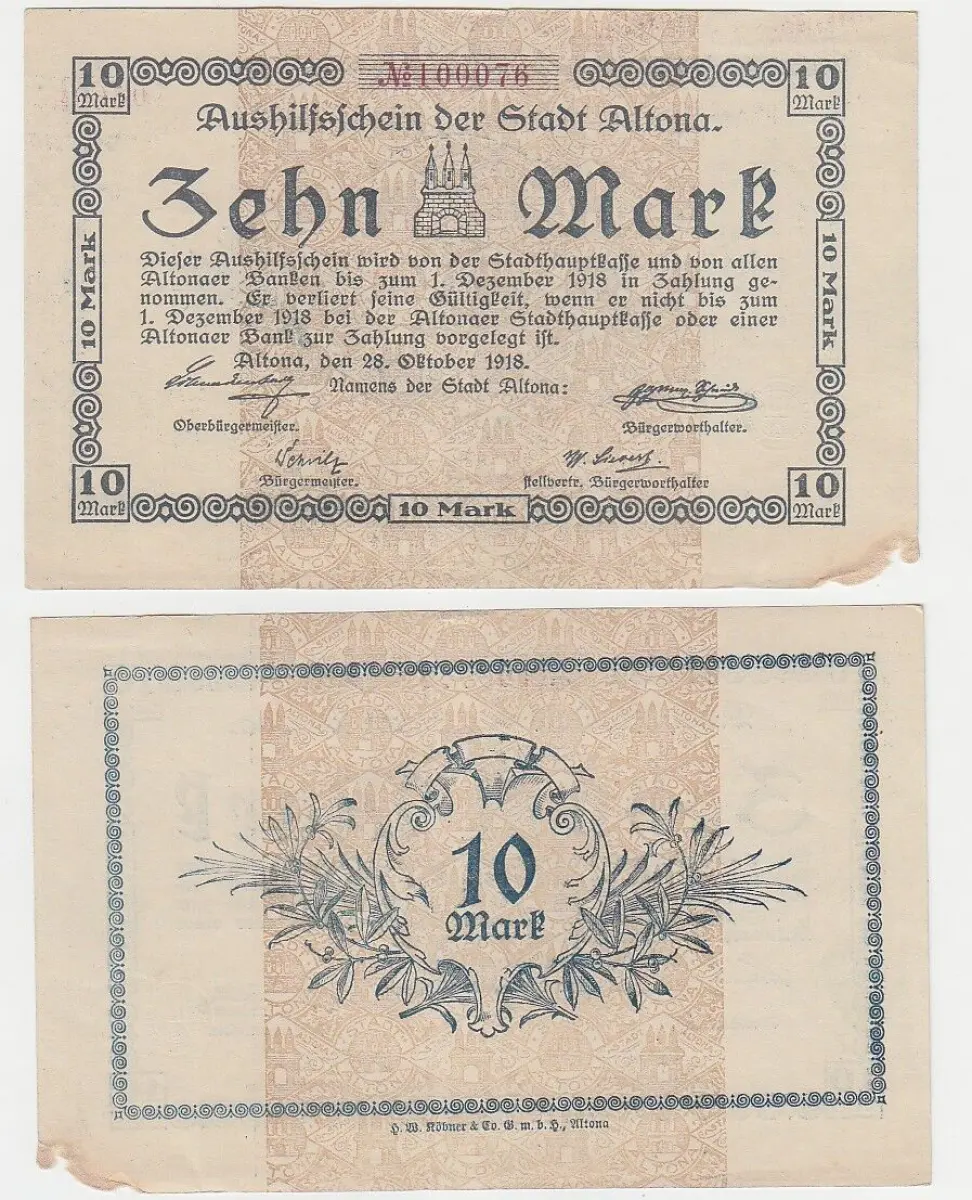 № 100076
10 Mark
10 Mark
Aushilfsschein der Stadt Altona.
Zehn Mark
Dieser Aushilfsschein wird von der Stadthauptkasse und von allen
Altonaer Banken bis zum 1. Dezember 1918 in Zahlung ge-
nommen. Er verliert seine Gültigkeit, wenn er nicht bis zum
1. Dezember 1918 bei der Altonaer Stadthauptkasse oder einer
Altonaer Bank zur Zahlung vorgelegt ist.
Altona, den 28. Oktober 1918.
Namens der Stadt Altona:
10 Mark
10 Mark
Oberbürgermeister.
Bürgerworthalter.
W. Sievert.
Bürgermeister.
stellvertr. Bürgerworthalter
10 Mark
10 Mark
10 Mark
10
Mark
H. W. Köbner & Co. G. m. b. H., Altona